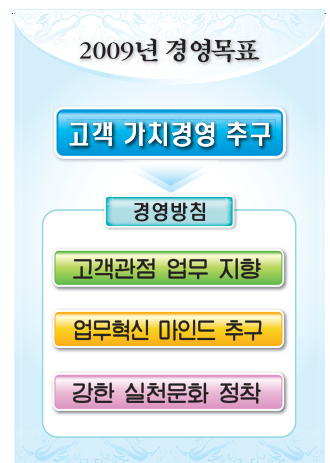 2009년 경영목표
고객 가치경영 추구
경영방침
고객관점 업무 지향
업무혁신 마인드 추구
강한 실천문화 정착